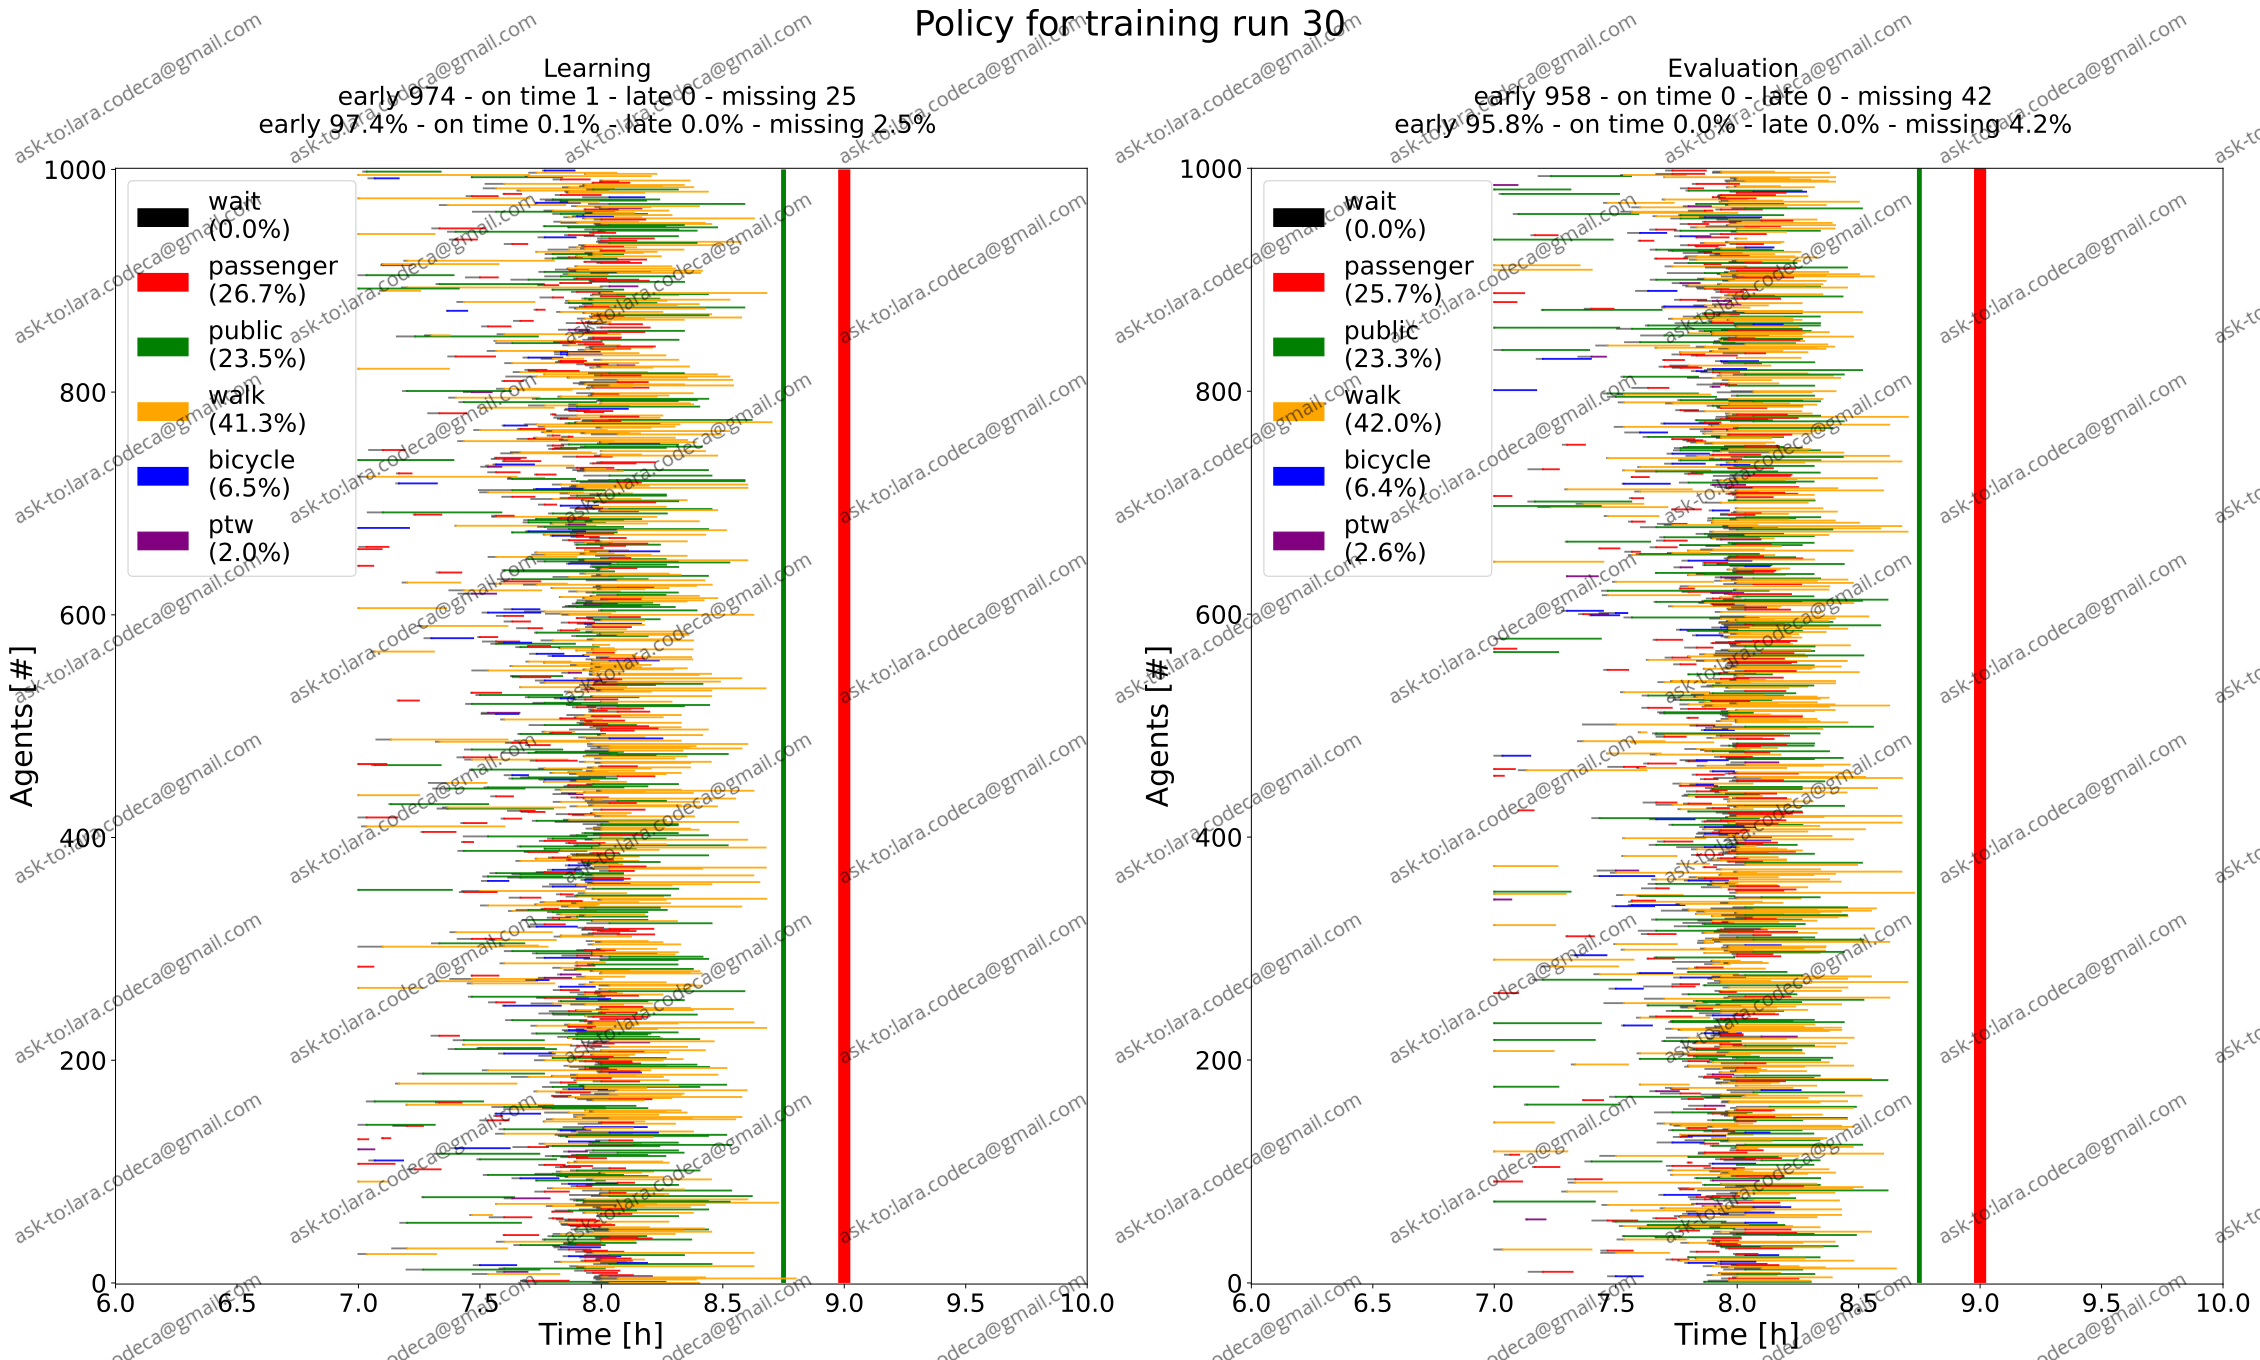 Policy for training run 30
Learning
early 974 - on time 1 - late 0 - missing 25
early 97.4% - on time 0.1% - late 0.0% - missing 2.5%
Agents [#]
1000
800
600
400
200
0
wait
(0.0%)
passenger
(26.7%)
public
(23.5%)
walk
(41.3%)
bicycle
(6.5%)
ptw
(2.0%)
6.0 6.5 7.0 7.5 8.0 8.5 9.0 9.5 10.0
Time [h]
Evaluation
early 958 - on time 0 - late 0 - missing 42
early 95.8% - on time 0.0% - late 0.0% - missing 4.2%
Agents [#]
1000
800
600
400
200
0
wait
(0.0%)
passenger
(25.7%)
public
(23.3%)
walk
(42.0%)
bicycle
(6.4%)
ptw
(2.6%)
6.0 6.5 7.0 7.5 8.0 8.5 9.0 9.5 10.0
Time [h]
ask-to:lara.codeca@gmail.com